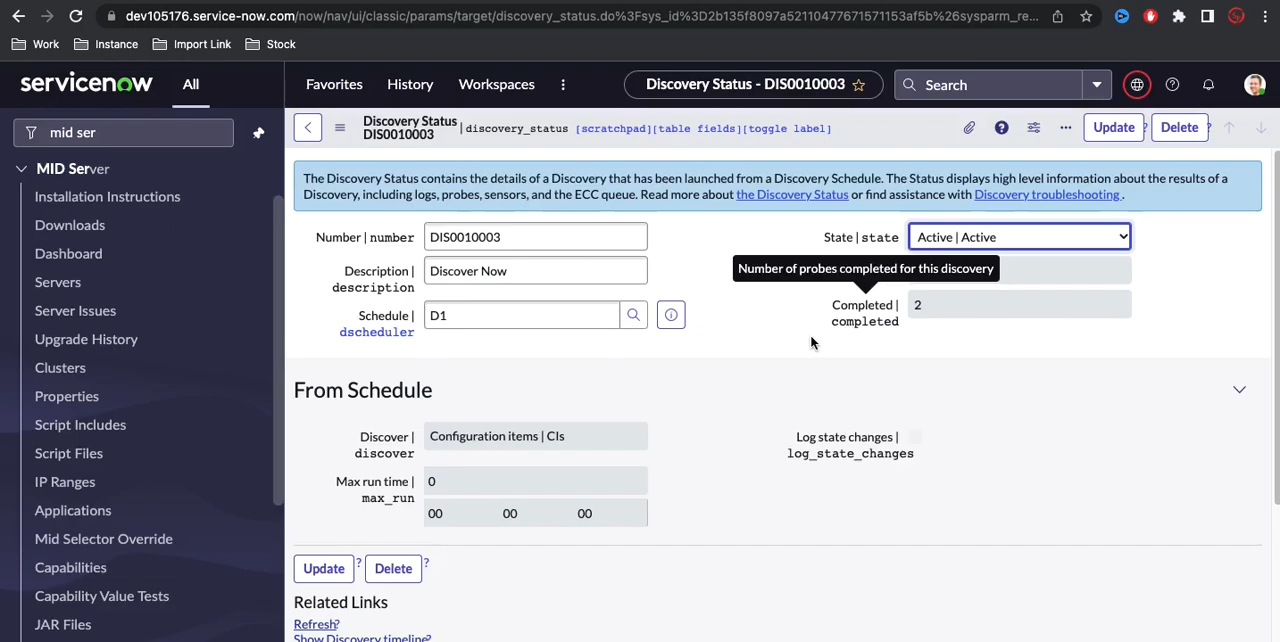 dev105176.service-now.com/now/nav/ui/classic/params/target/discovery_status.do%3Fsys_id%3D2b135f8097a52110477671571153af5b%26sysparm_re...
Work Instance Import Link Stock
servicenow All Favorites History Workspaces Discovery Status - DIS0010003 Search
mid ser
MID Server
Installation Instructions
Downloads
Dashboard
Servers
Server Issues
Upgrade History
Clusters
Properties
Script Includes
Script Files
IP Ranges
Applications
Mid Selector Override
Capabilities
Capability Value Tests
JAR Files
Discovery Status
DIS0010003 | discovery_status [scratchpad][table fields][toggle label]
Update ? Delete ?
The Discovery Status contains the details of a Discovery that has been launched from a Discovery Schedule. The Status displays high level information about the results of a
Discovery, including logs, probes, sensors, and the ECC queue. Read more about the Discovery Status or find assistance with Discovery troubleshooting .
Number | number DIS0010003
Description |
description
Discover Now
Schedule |
dscheduler
D1
State | state Active | Active
Number of probes completed for this discovery
Completed |
completed
2
From Schedule
Discover |
discover
Configuration items | CIs
Max run time |
max_run
0
00 00 00
Log state changes |
log_state_changes
Update ? Delete ?
Related Links
Refresh?
Show Discovery timeline?